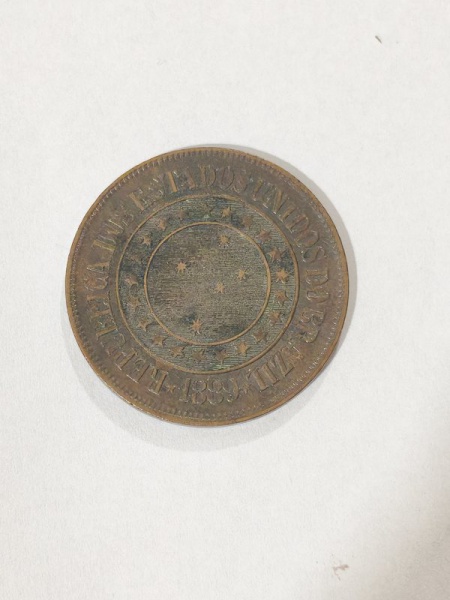 REPUBLICA DOS ESTADOS UNIDOS DO BRAZIL
1889